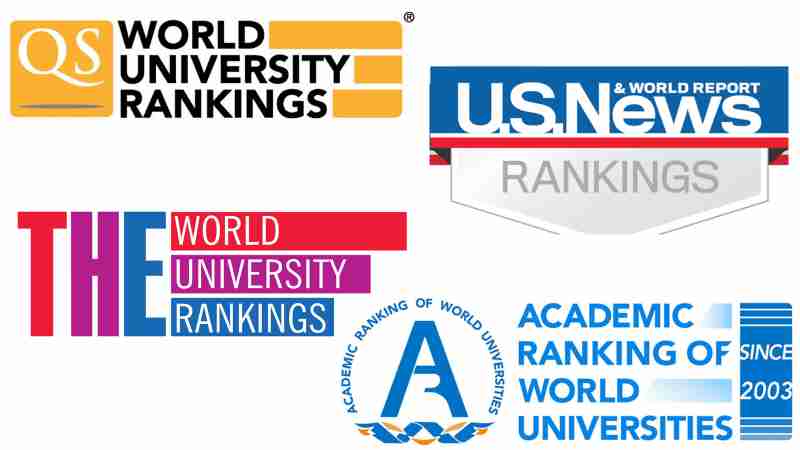 QS
WORLD
UNIVERSITY
RANKINGS
®
& WORLD REPORT
U.S.News
RANKINGS
THE
WORLD
UNIVERSITY
RANKINGS
ACADEMIC RANKING OF WORLD UNIVERSITIES
ACADEMIC
RANKING OF
WORLD
UNIVERSITIES
SINCE
2003